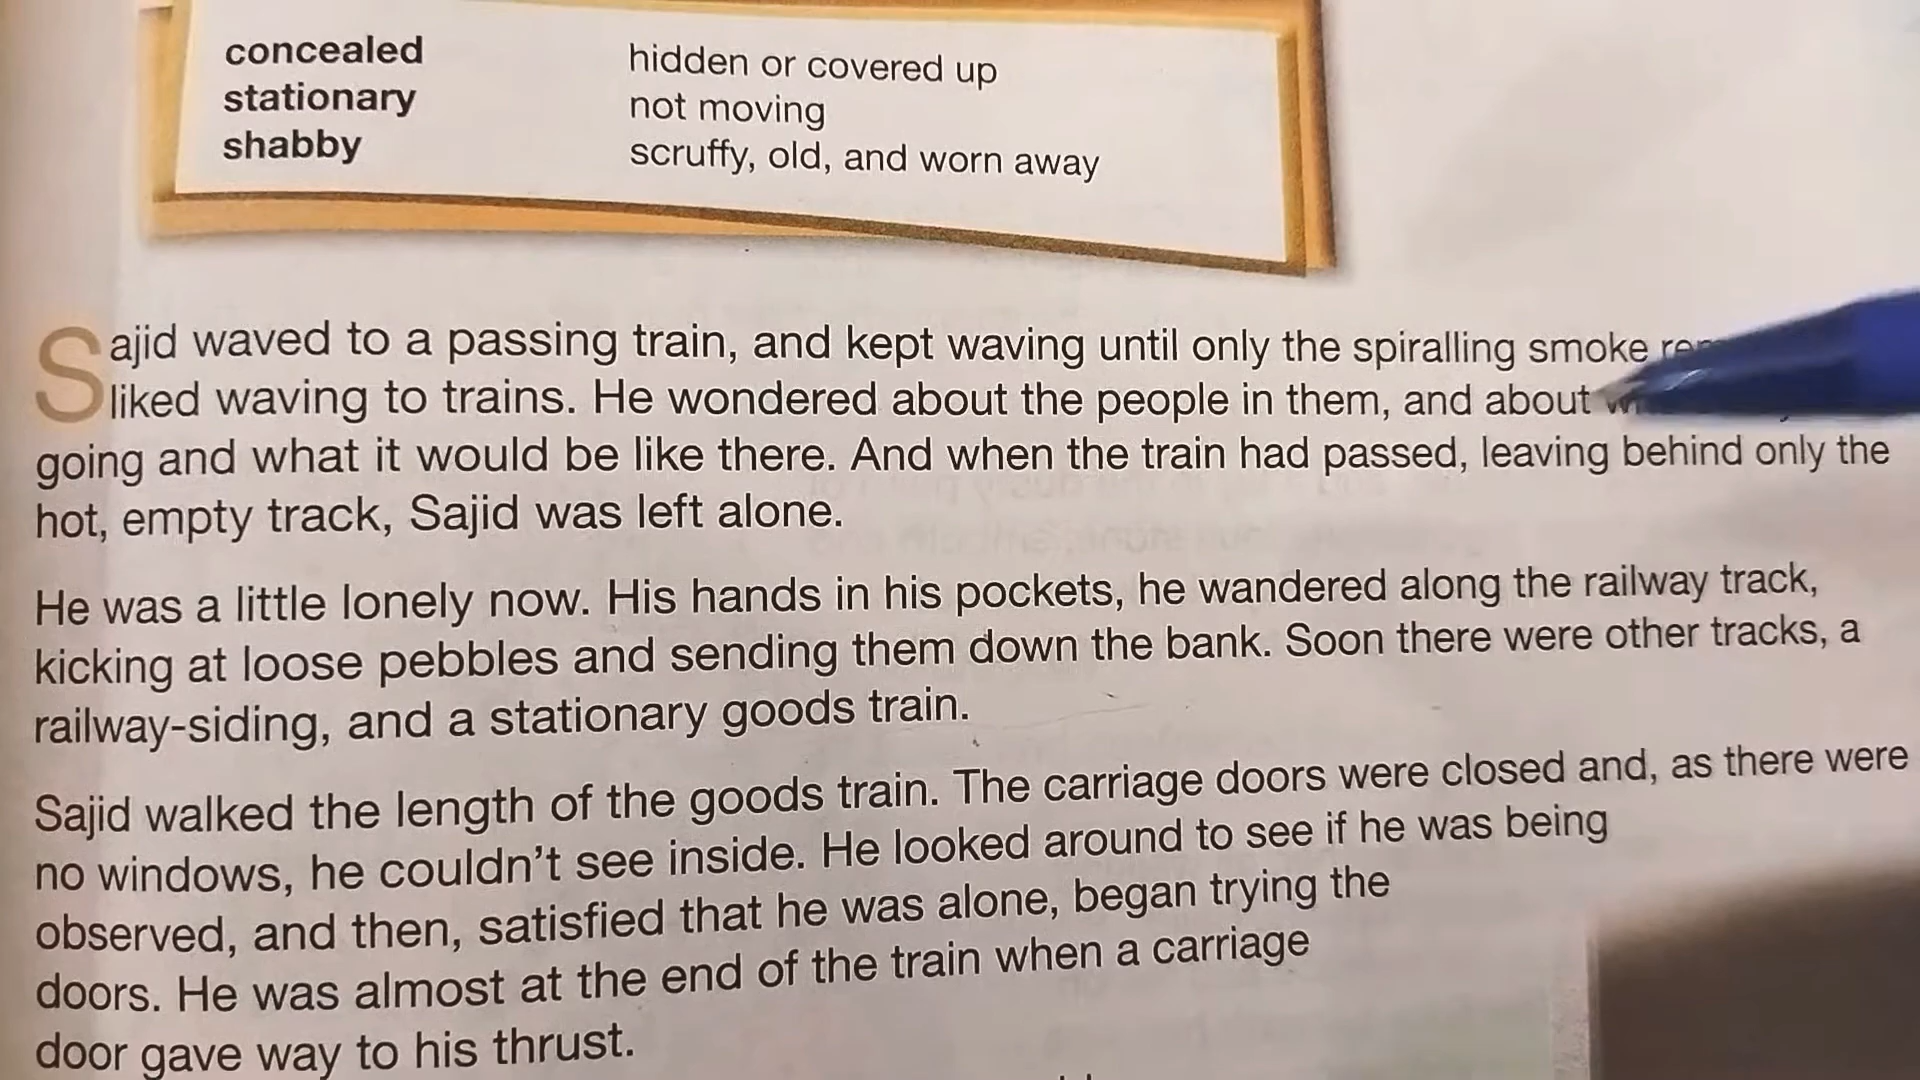 concealed hidden or covered up
stationary not moving
shabby scruffy, old, and worn away
Sajid waved to a passing train, and kept waving until only the spiralling smoke
liked waving to trains. He wondered about the people in them, and about
going and what it would be like there. And when the train had passed, leaving behind only the
hot, empty track, Sajid was left alone.
He was a little lonely now. His hands in his pockets, he wandered along the railway track,
kicking at loose pebbles and sending them down the bank. Soon there were other tracks, a
railway-siding, and a stationary goods train.
Sajid walked the length of the goods train. The carriage doors were closed and, as there were
no windows, he couldn't see inside. He looked around to see if he was being
observed, and then, satisfied that he was alone, began trying the
doors. He was almost at the end of the train when a carriage
door gave way to his thrust.